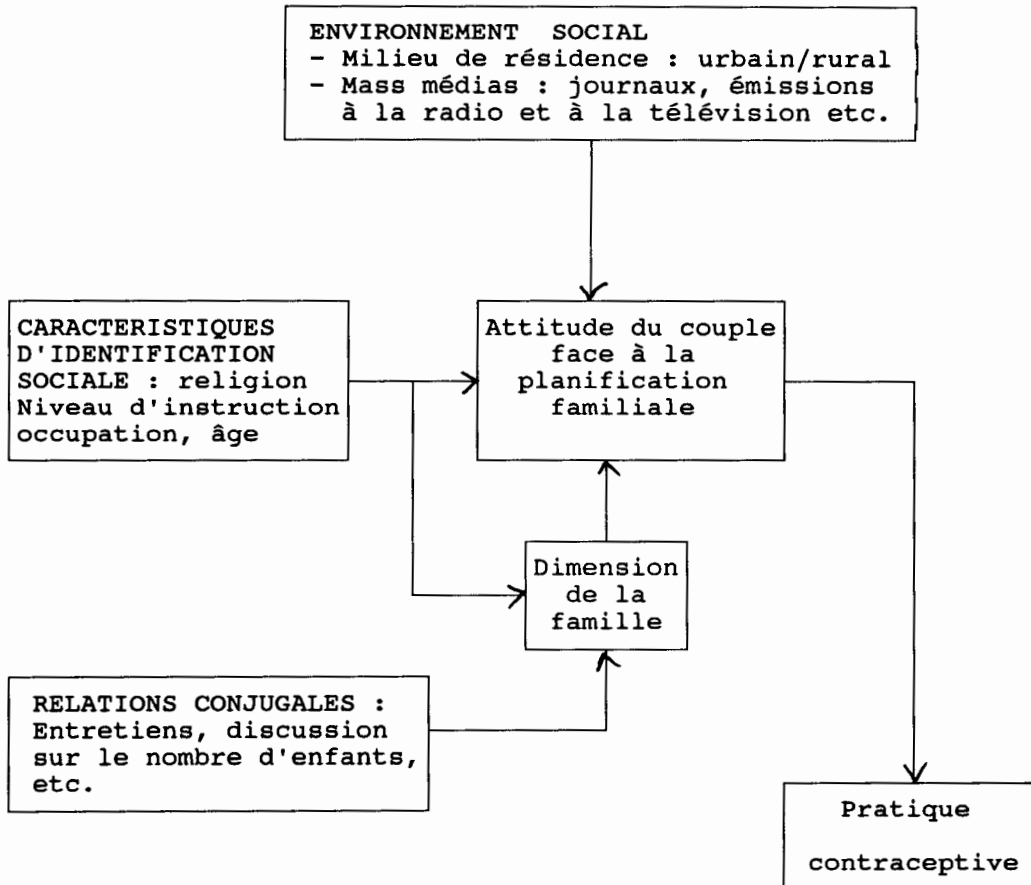 ENVIRONNEMENT SOCIAL
- Milieu de résidence : urbain/rural
- Mass médias : journaux, émissions
à la radio et à la télévision etc.
CARACTERISTIQUES
D'IDENTIFICATION
SOCIALE : religion
Niveau d'instruction
occupation, âge
Attitude du couple
face à la
planification
familiale
Dimension
de la
famille
RELATIONS CONJUGALES :
Entretiens, discussion
sur le nombre d'enfants,
etc.
Pratique
contraceptive